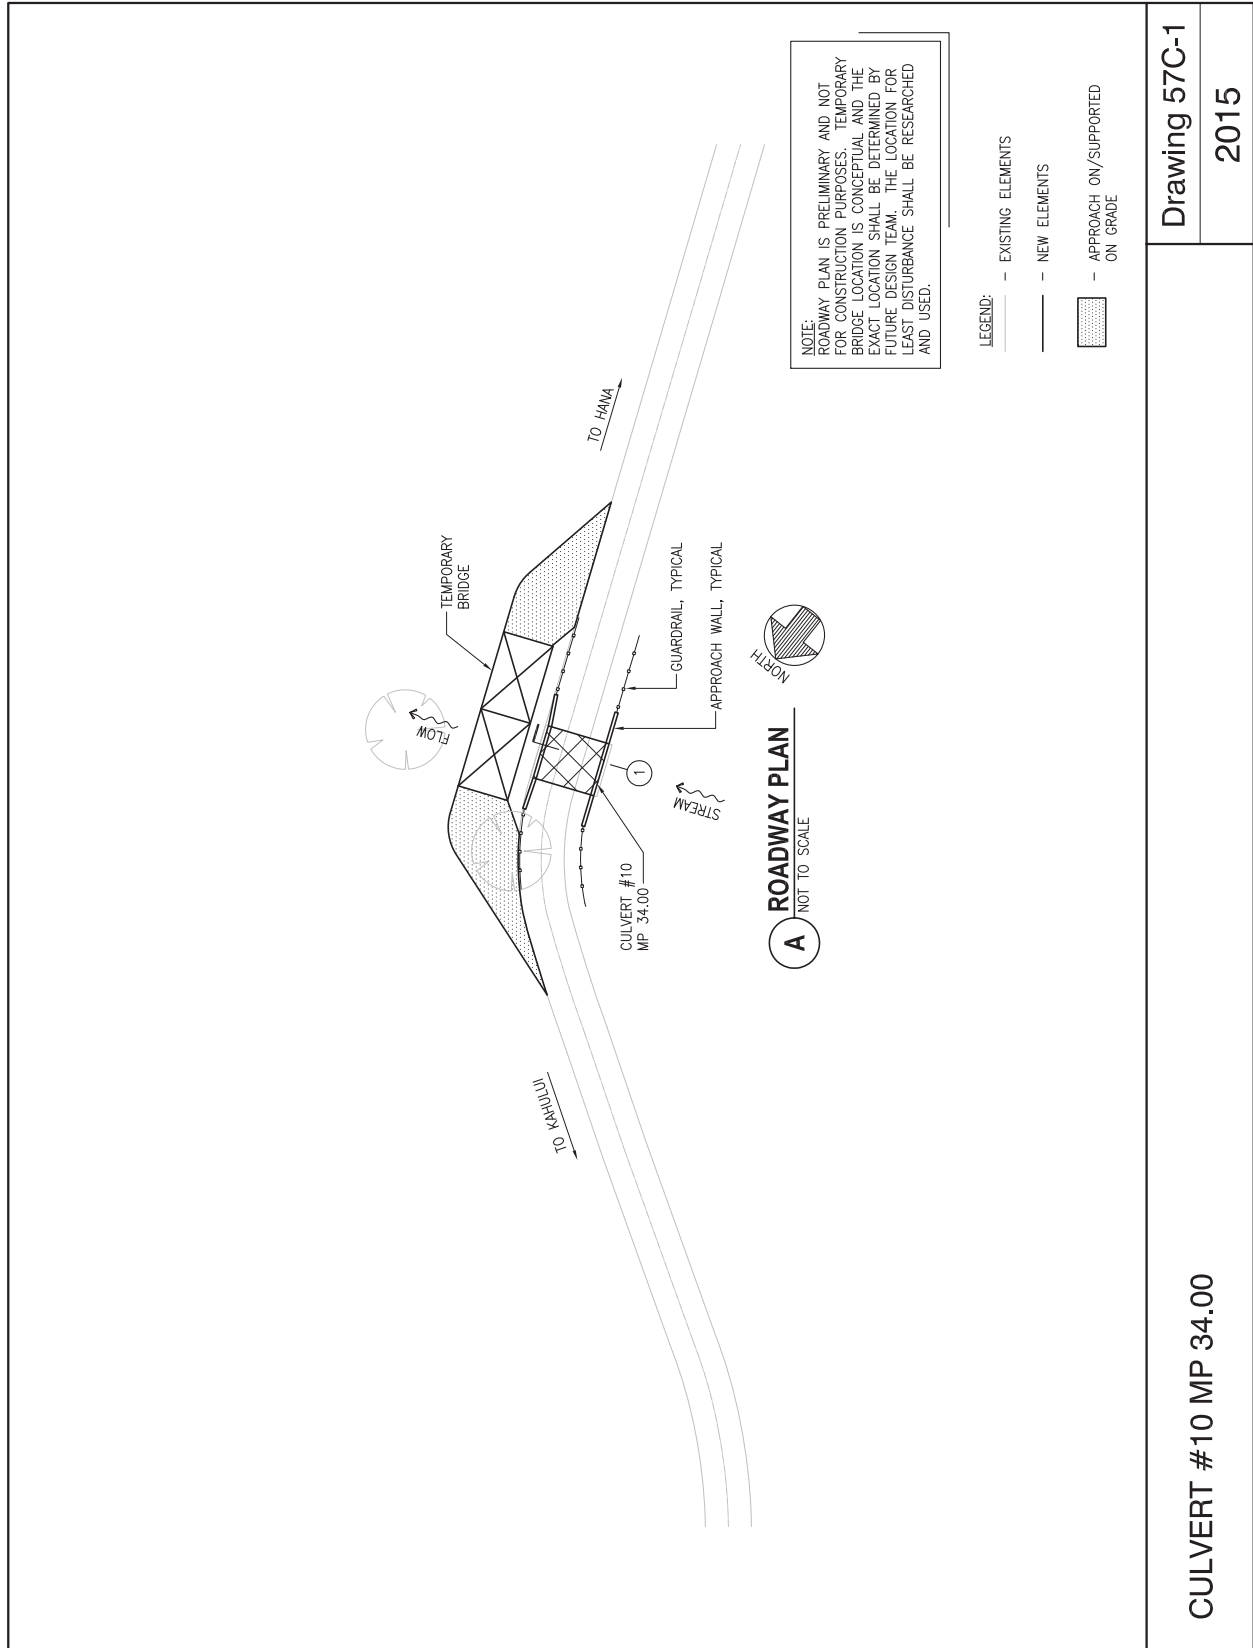 TEMPORARY
BRIDGE
FLOW
TO HANA
TO KAHULUI
GUARDRAIL, TYPICAL
APPROACH WALL, TYPICAL
1
STREAM
CULVERT #10
MP 34.00
NORTH
A
ROADWAY PLAN
NOT TO SCALE
NOTE:
ROADWAY PLAN IS PRELIMINARY AND NOT
FOR CONSTRUCTION PURPOSES. TEMPORARY
BRIDGE LOCATION IS CONCEPTUAL AND THE
EXACT LOCATION SHALL BE DETERMINED BY
FUTURE DESIGN TEAM. THE LOCATION FOR
LEAST DISTURBANCE SHALL BE RESEARCHED
AND USED.
LEGEND:
- EXISTING ELEMENTS
- NEW ELEMENTS
- APPROACH ON/SUPPORTED
ON GRADE
CULVERT #10 MP 34.00
Drawing 57C-1
2015